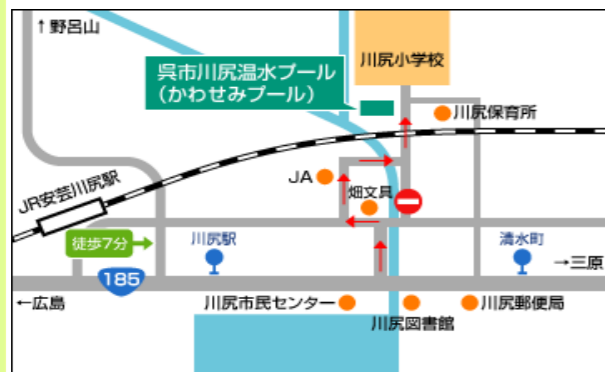 ↑野呂山
川尻小学校
呉市川尻温水プール
（かわせみプール）
川尻保育所
JR安芸川尻駅
JA
畑文具
徒歩7分
川尻駅
清水町
→三原
185
←広島
川尻市民センター
川尻図書館
川尻郵便局